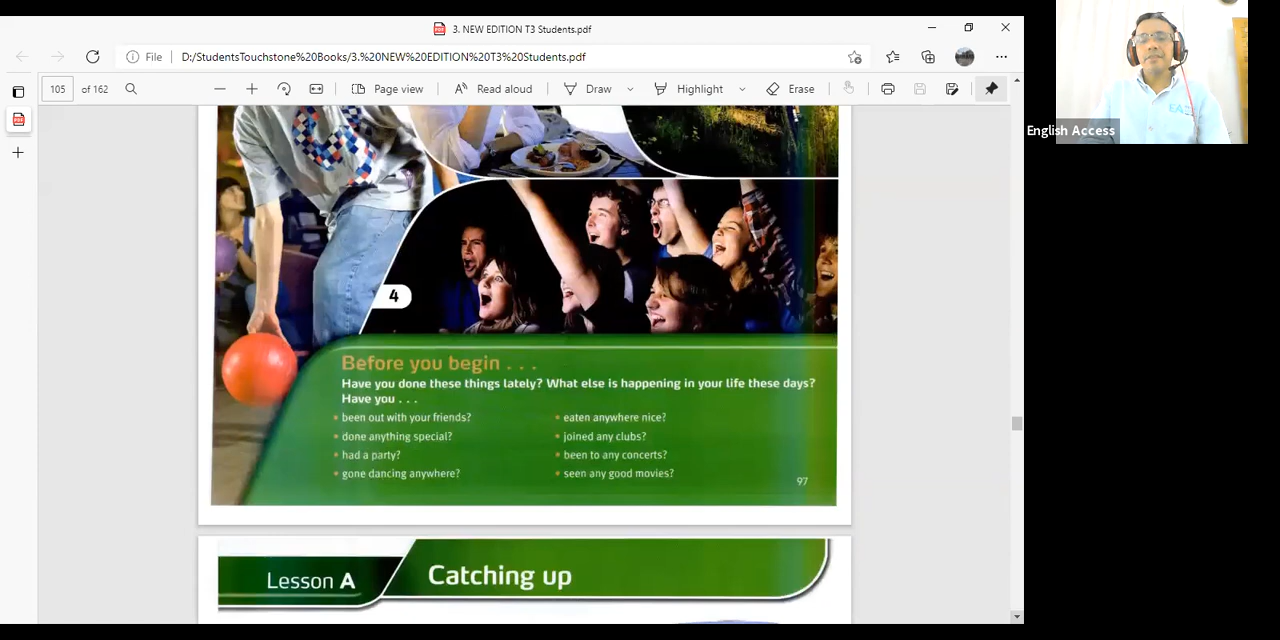 3. NEW EDITION T3 Students.pdf
File D:/StudentsTouchstone%20Books/3.%20NEW%20EDITION%20T3%20Students.pdf
105 of 162 Page view Read aloud Draw Highlight Erase
English Access
4
Before you begin . . .
Have you done these things lately? What else is happening in your life these days?
Have you . . .
• been out with your friends?
• done anything special?
• had a party?
• gone dancing anywhere?
• eaten anywhere nice?
• joined any clubs?
• been to any concerts?
• seen any good movies?
97
Lesson A Catching up